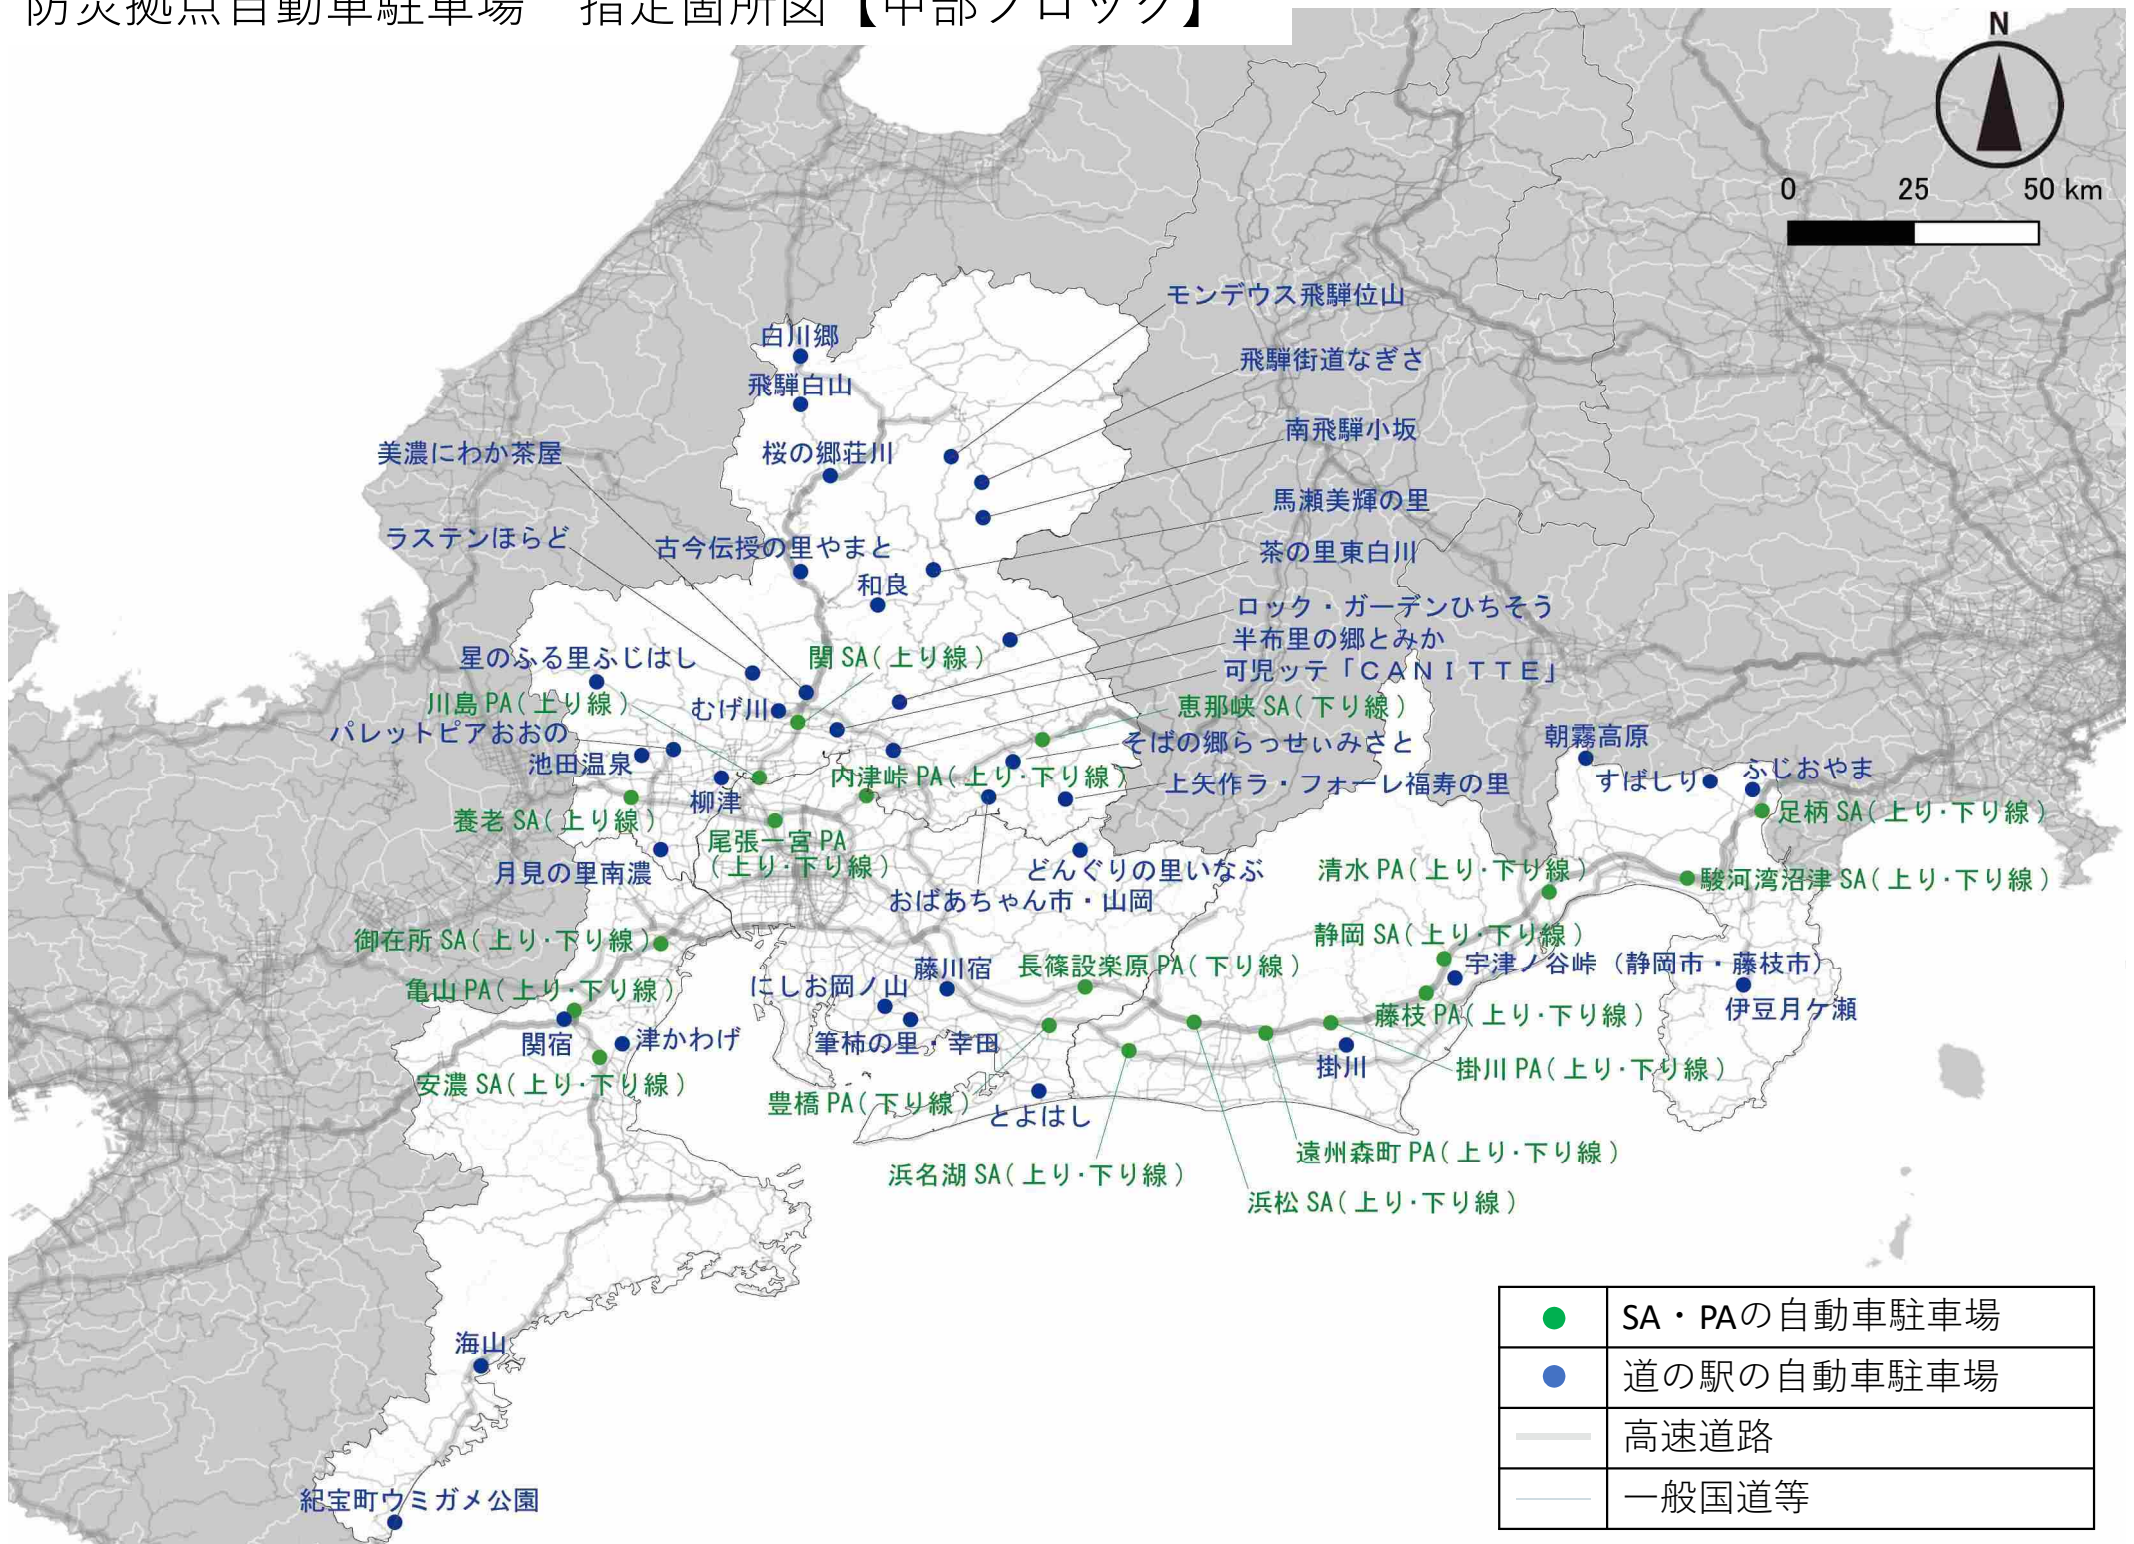 防災拠点自動車駐車場 指定箇所図【中部ブロック】
N
0 25 50 km
モンデウス飛騨位山
白川郷
飛騨街道なぎさ
飛騨白山
南飛騨小坂
美濃にわか茶屋
桜の郷荘川
馬瀬美輝の里
ラステンほらど
古今伝授の里やまと
茶の里東白川
和良
ロック・ガーデンひちそう
半布里の郷とみか
星のふる里ふじはし
関 SA(上り線)
可児ッテ「CANITTE」
川島 PA(上り線)
むげ川
恵那峡 SA(下り線)
パレットピアおおの
そばの郷らっせぃみさと
朝霧高原
池田温泉
内津峠 PA(上り・下り線)
すばしり
ふじおやま
柳津
上矢作ラ・フォーレ福寿の里
養老 SA(上り線)
足柄 SA(上り・下り線)
尾張一宮 PA
(上り・下り線)
月見の里南濃
どんぐりの里いなぶ
清水 PA(上り・下り線)
駿河湾沼津 SA(上り・下り線)
おばあちゃん市・山岡
御在所 SA(上り・下り線)
静岡 SA(上り・下り線)
藤川宿
長篠設楽原 PA(下り線)
宇津ノ谷峠（静岡市・藤枝市）
亀山 PA(上り・下り線)
にしお岡ノ山
伊豆月ケ瀬
藤枝 PA(上り・下り線)
関宿
津かわげ
筆柿の里・幸田
掛川
掛川 PA(上り・下り線)
安濃 SA(上り・下り線)
豊橋 PA(下り線)
とよはし
遠州森町 PA(上り・下り線)
浜名湖 SA(上り・下り線)
浜松 SA(上り・下り線)
海山
紀宝町ウミガメ公園
SA・PAの自動車駐車場
道の駅の自動車駐車場
高速道路
一般国道等